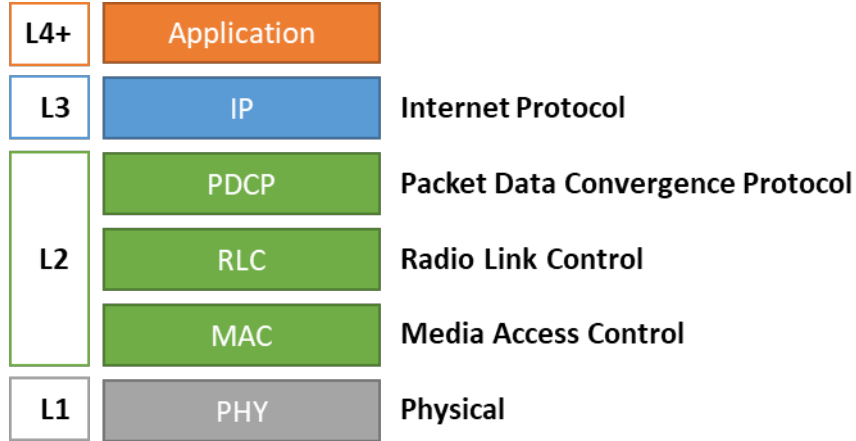 L4+ Application
L3 IP Internet Protocol
PDCP Packet Data Convergence Protocol
L2 RLC Radio Link Control
MAC Media Access Control
L1 PHY Physical